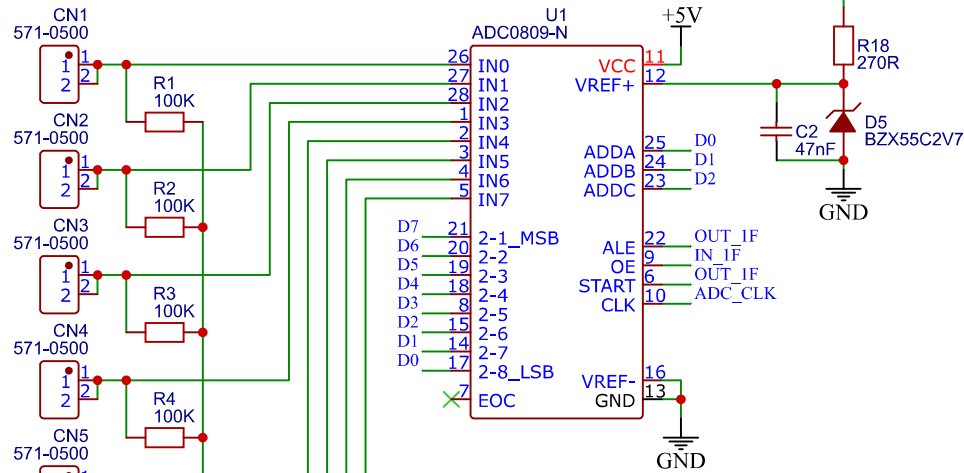 CN1
571-0500
1 1
2 2
R1
100K
CN2
571-0500
1 1
2 2
R2
100K
CN3
571-0500
1 1
2 2
R3
100K
CN4
571-0500
1 1
2 2
R4
100K
CN5
571-0500
1
U1
ADC0809-N
26 IN0
27 IN1
28 IN2
1 IN3
2 IN4
3 IN5
4 IN6
5 IN7
D7 21 2-1_MSB
D6 20 2-2
D5 19 2-3
D4 18 2-4
D3 8 2-5
D2 15 2-6
D1 14 2-7
D0 17 2-8_LSB
7 EOC
+5V
VCC 11
VREF+ 12
ADDA 25 D0
ADDB 24 D1
ADDC 23 D2
ALE 22 OUT_1F
OE 9 IN_1F
START 6 OUT_1F
CLK 10 ADC_CLK
VREF- 16
GND 13
GND
R18
270R
C2
47nF
D5
BZX55C2V7
GND